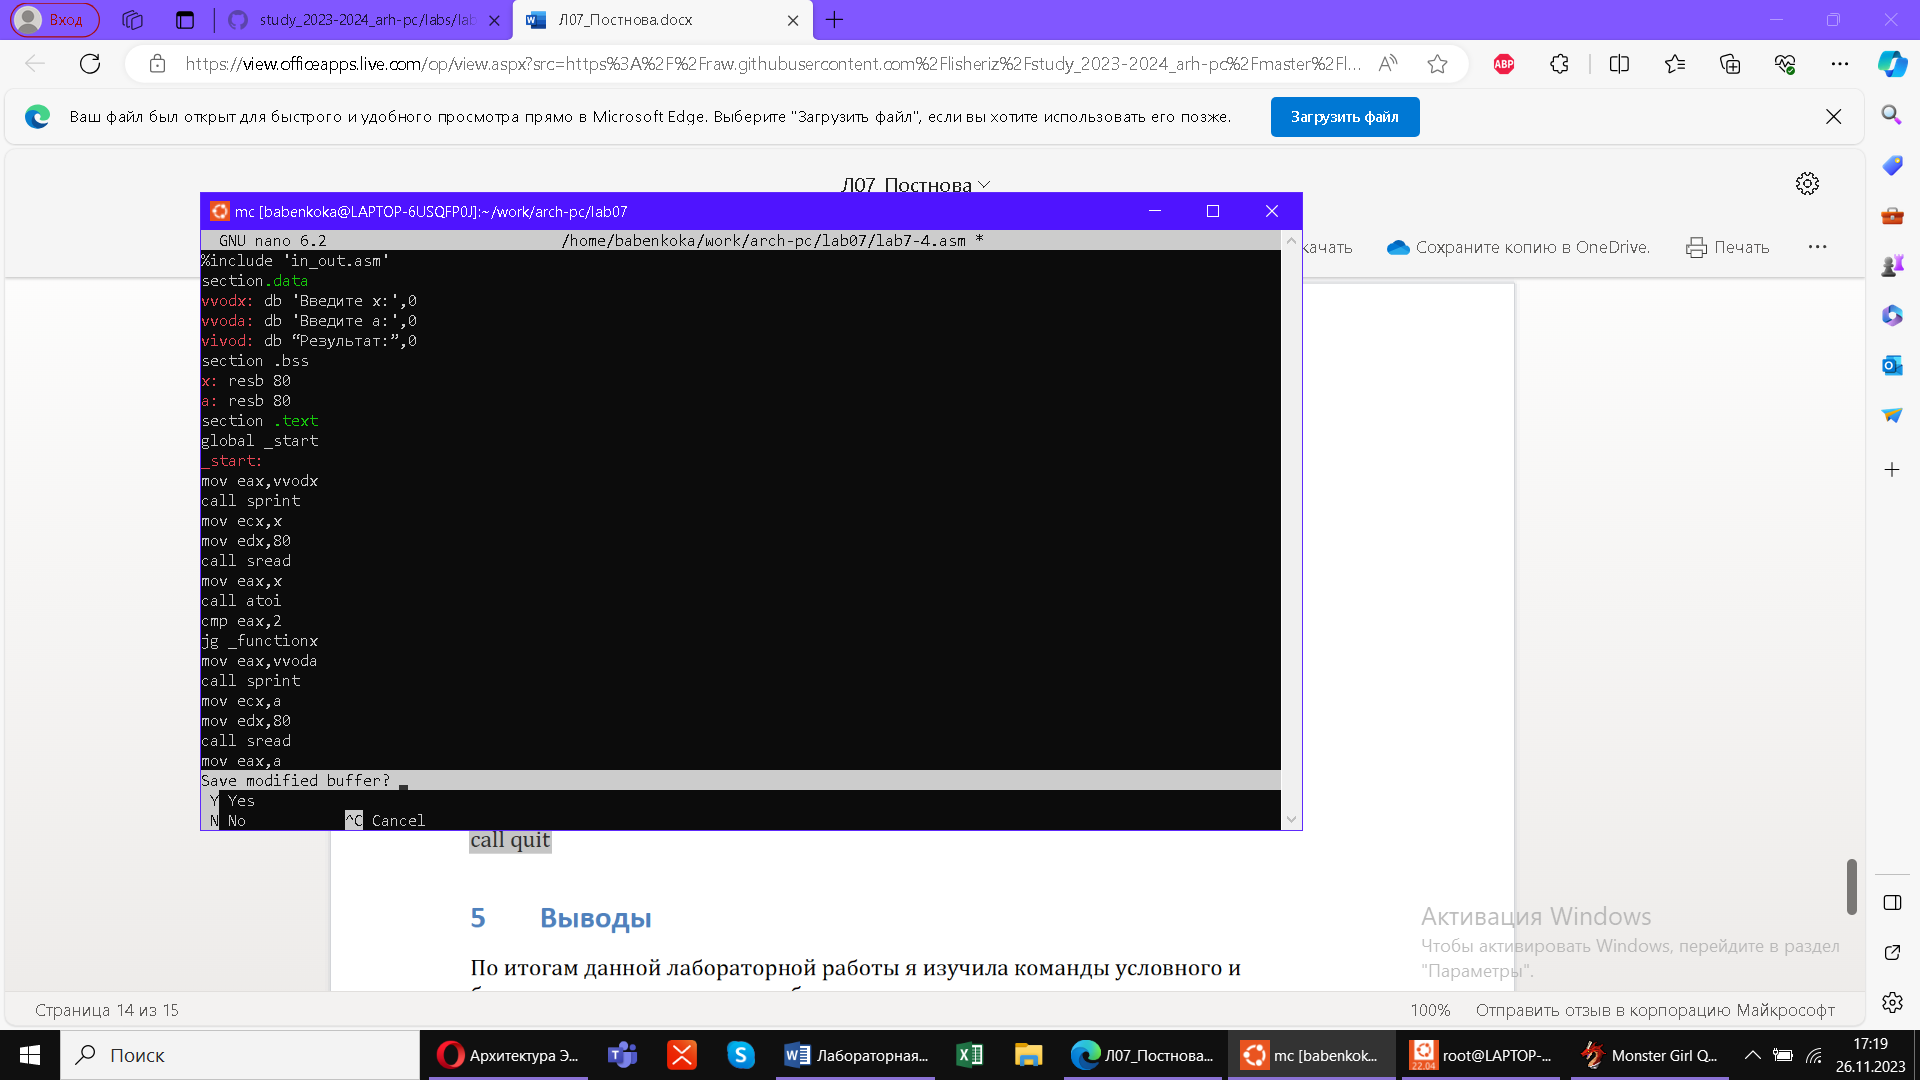 Вход
study_2023-2024_arh-pc/labs/lab
Л07_Постнова.docx
https://view.officeapps.live.com/op/view.aspx?src=https%3A%2F%2Fraw.githubusercontent.com%2Flisheriz%2Fstudy_2023-2024_arh-pc%2Fmaster%2Fl...
ABP
Ваш файл был открыт для быстрого и удобного просмотра прямо в Microsoft Edge. Выберите "Загрузить файл", если вы хотите использовать его позже.
Загрузить файл
Л07_Постнова
качать
Сохраните копию в OneDrive.
Печать
mc [babenkoka@LAPTOP-6USQFP0J]:~/work/arch-pc/lab07
GNU nano 6.2 /home/babenkoka/work/arch-pc/lab07/lab7-4.asm *
%include 'in_out.asm'
section.data
vvodx: db 'Введите x:',0
vvoda: db 'Введите а:',0
vivod: db “Результат:”,0
section .bss
x: resb 80
a: resb 80
section .text
global _start
_start:
mov eax,vvodx
call sprint
mov ecx,x
mov edx,80
call sread
mov eax,x
call atoi
cmp eax,2
jg _functionx
mov eax,vvoda
call sprint
mov ecx,a
mov edx,80
call sread
mov eax,a
Save modified buffer?
Y Yes
N No ^C Cancel
call quit
5 Выводы
По итогам данной лабораторной работы я изучила команды условного и
Активация Windows
Чтобы активировать Windows, перейдите в раздел
"Параметры".
Страница 14 из 15
100%
Отправить отзыв в корпорацию Майкрософт
Поиск
Архитектура Э...
Лабораторная...
Л07_Постнова...
mc [babenkok...
22.04
root@LAPTOP-...
Monster Girl Q...
17:19
26.11.2023